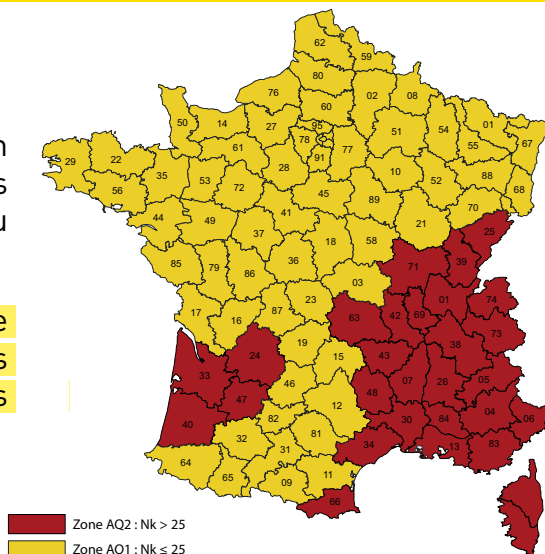 62 59
80
02 08
76 60
50 14 27 95 51 54 01 67
78 77 55
61 91
n
29 22 35 28 10 52 88 68
s
56 53 72 45 89 70
u
44 49 41 21 25
37 18 58
85 79 86 36 71 39
03
01 74
17 16 87 23 63 42 69
e
19 38 73
s
33 24 15 43
s
46 48 07 26 05
47 12
40 82 30 84 04 06
32 81 34 13 83
64 31
65 09 11
66
Zone AQ2 : Nk > 25
Zone AQ1 : Nk ≤ 25